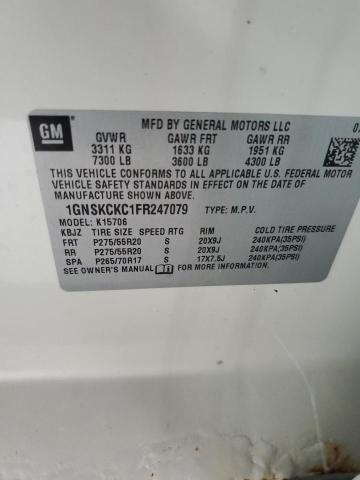 GM
MFD BY GENERAL MOTORS LLC 0
GVWR GAWR FRT GAWR RR
3311 KG 1633 KG 1951 KG
7300 LB 3600 LB 4300 LB
THIS VEHICLE CONFORMS TO ALL APPLICABLE U.S. FEDERAL MOTOR
VEHICLE SAFETY AND THEFT PREVENTION STANDARDS IN
EFFECT ON THE DATE OF MANUFACTURE SHOWN ABOVE.
1GNSKCKC1FR247079 TYPE: M.P.V.
MODEL: K15706
KBJZ TIRE SIZE SPEED RTG RIM COLD TIRE PRESSURE
FRT P275/55R20 S 20X9J 240KPA(35PSI)
RR P275/55R20 S 20X9J 240KPA(35PSI)
SPA P265/70R17 S 17X7.5J 240KPA(35PSI)
SEE OWNER'S MANUAL FOR MORE INFORMATION